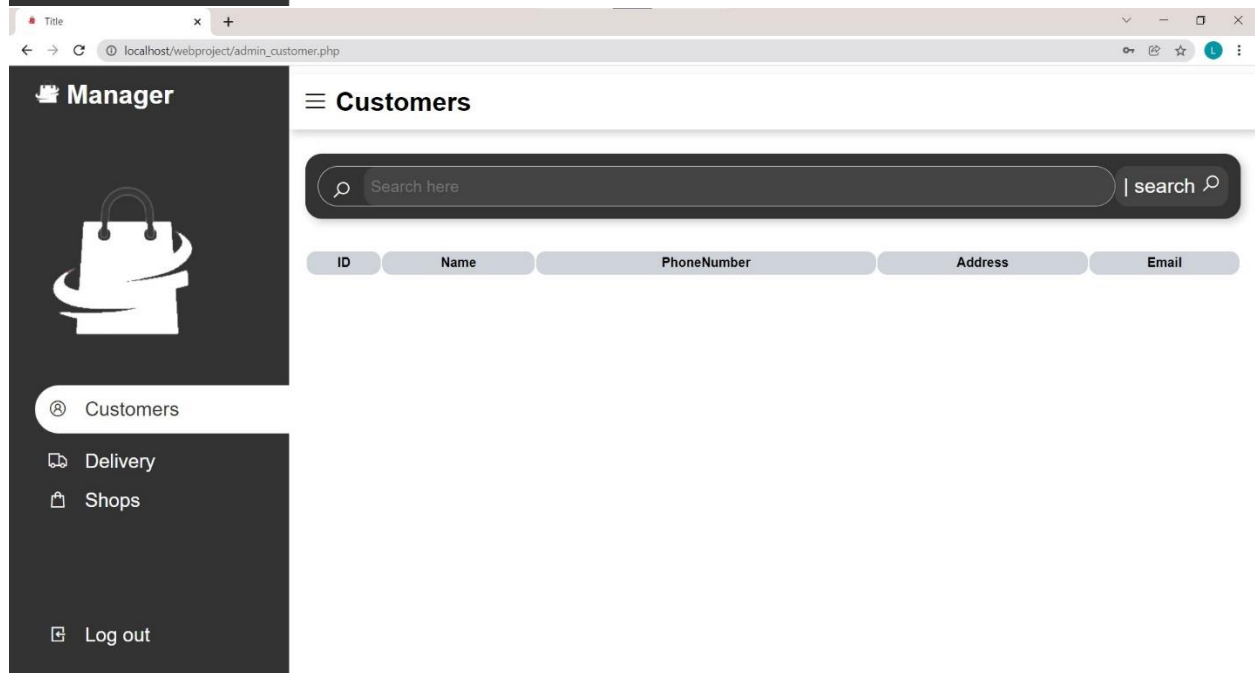 Title
localhost/webproject/admin_customer.php
L
Manager
Customers
Search here
| search
ID Name PhoneNumber Address Email
Customers
Delivery
Shops
Log out